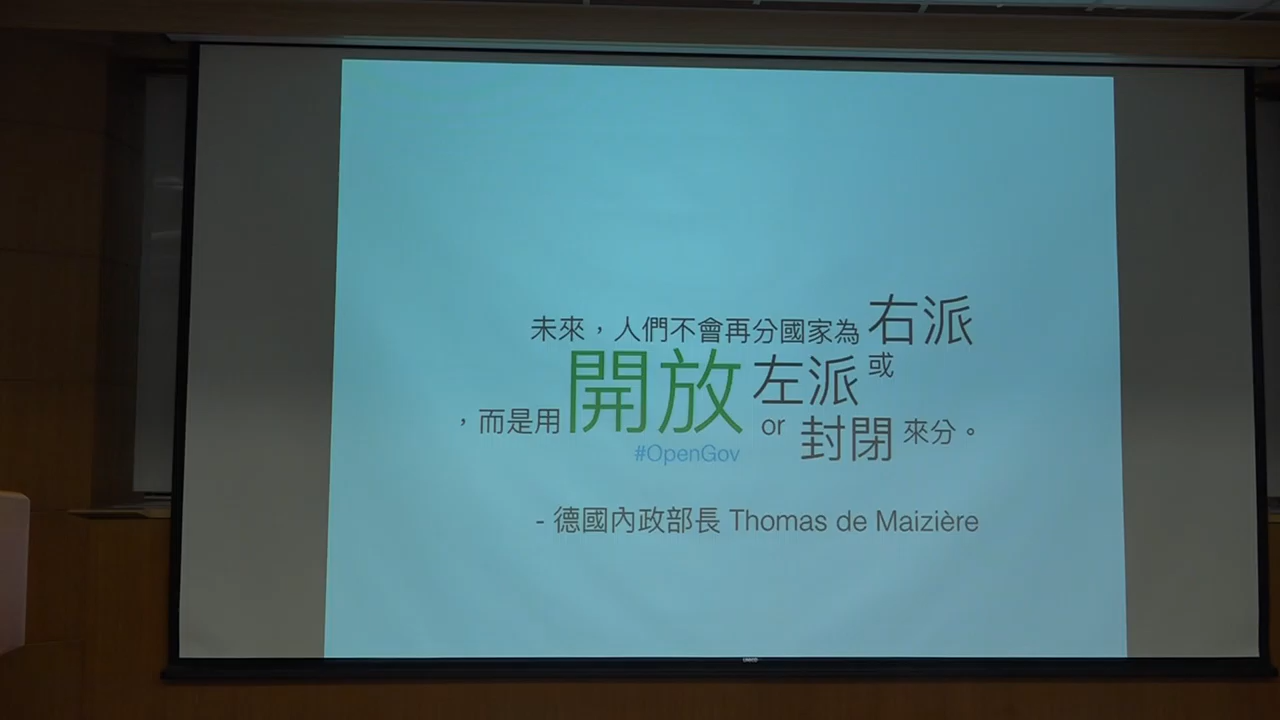 未來，人們不會再分國家為 右派
左派 或
，而是用 開放 or 封閉 來分。
#OpenGov
- 德國內政部長 Thomas de Maizière